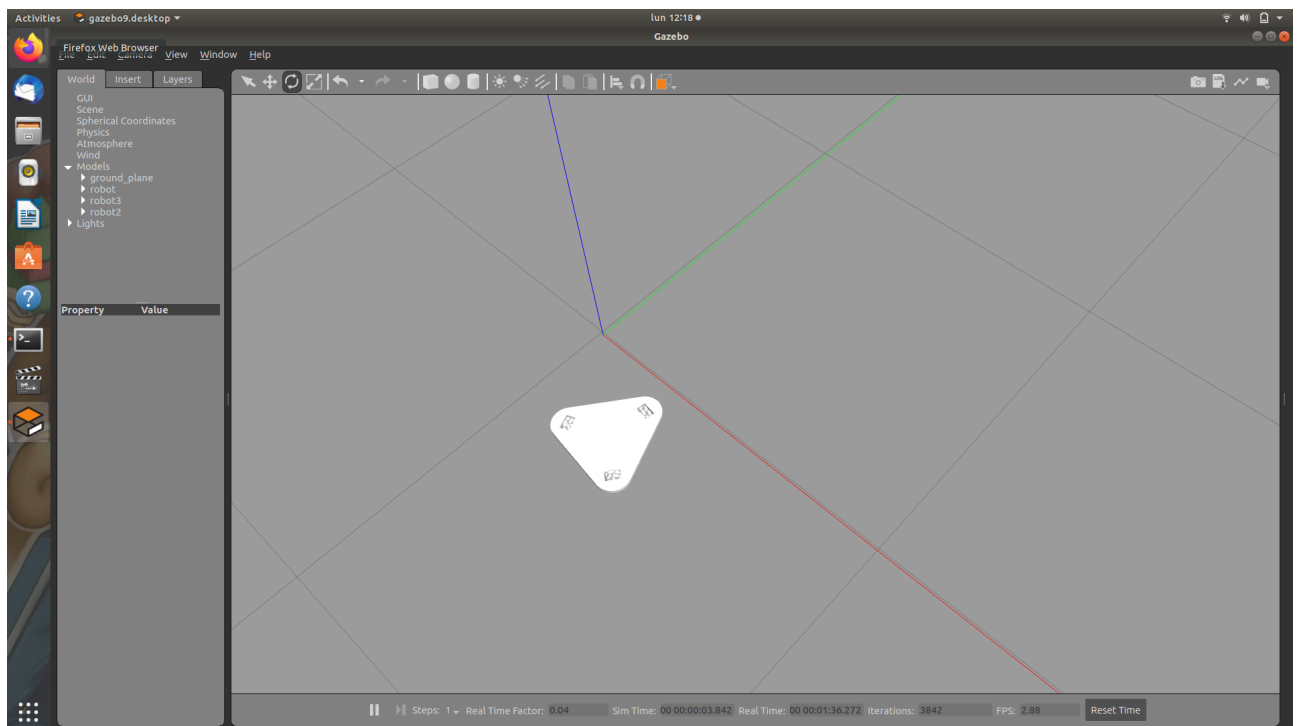 Activities gazebo9.desktop lun 12:18
Gazebo
Firefox Web Browser
File Edit Camera View Window Help
World Insert Layers
GUI
Scene
Spherical Coordinates
Physics
Atmosphere
Wind
Models
ground_plane
robot
robot3
robot2
Lights
Property Value
Steps: 1 Real Time Factor: 0.04 Sim Time: 00 00:00:03.842 Real Time: 00 00:01:36.272 Iterations: 3842 FPS: 2.88 Reset Time